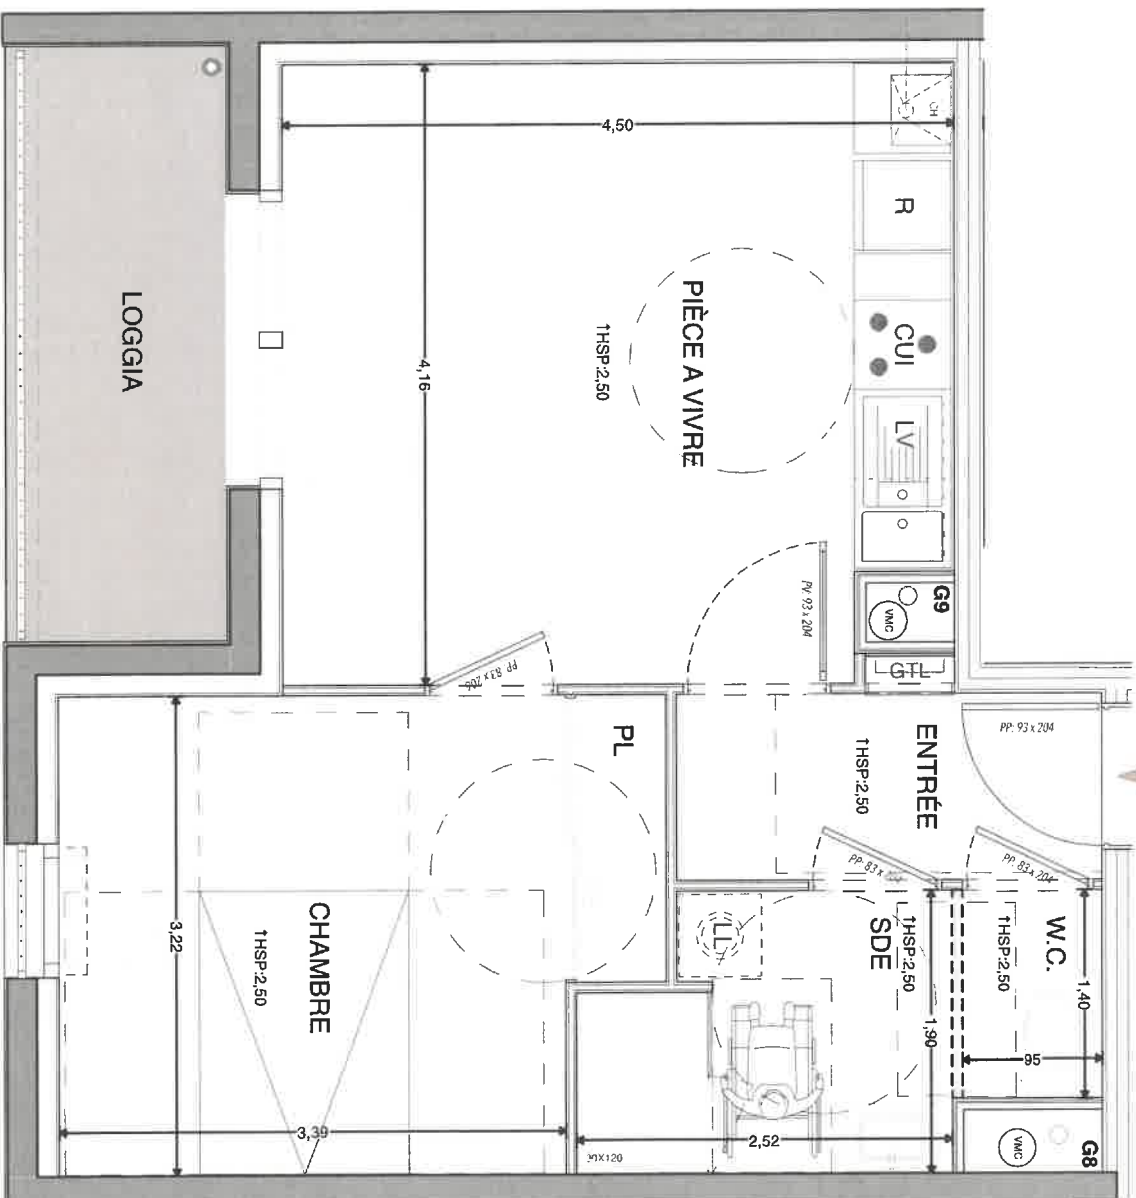 CH
4,50
R
CUI
LV
PIÈCE A VIVRE
↑HSP:2,50
4,16
LOGGIA
PV: 93 x 204
G9
VMC
GTL
PP 83 x 204
PL
ENTRÉE
↑HSP:2,50
PP: 93 x 204
PP: 83 x 204
PP: 83 x
W.C.
↑HSP:2,50
1,40
95
SDE
↑HSP:2,50
1,90
LL
2,52
G8
VMC
CHAMBRE
↑HSP:2,50
3,22
3,39